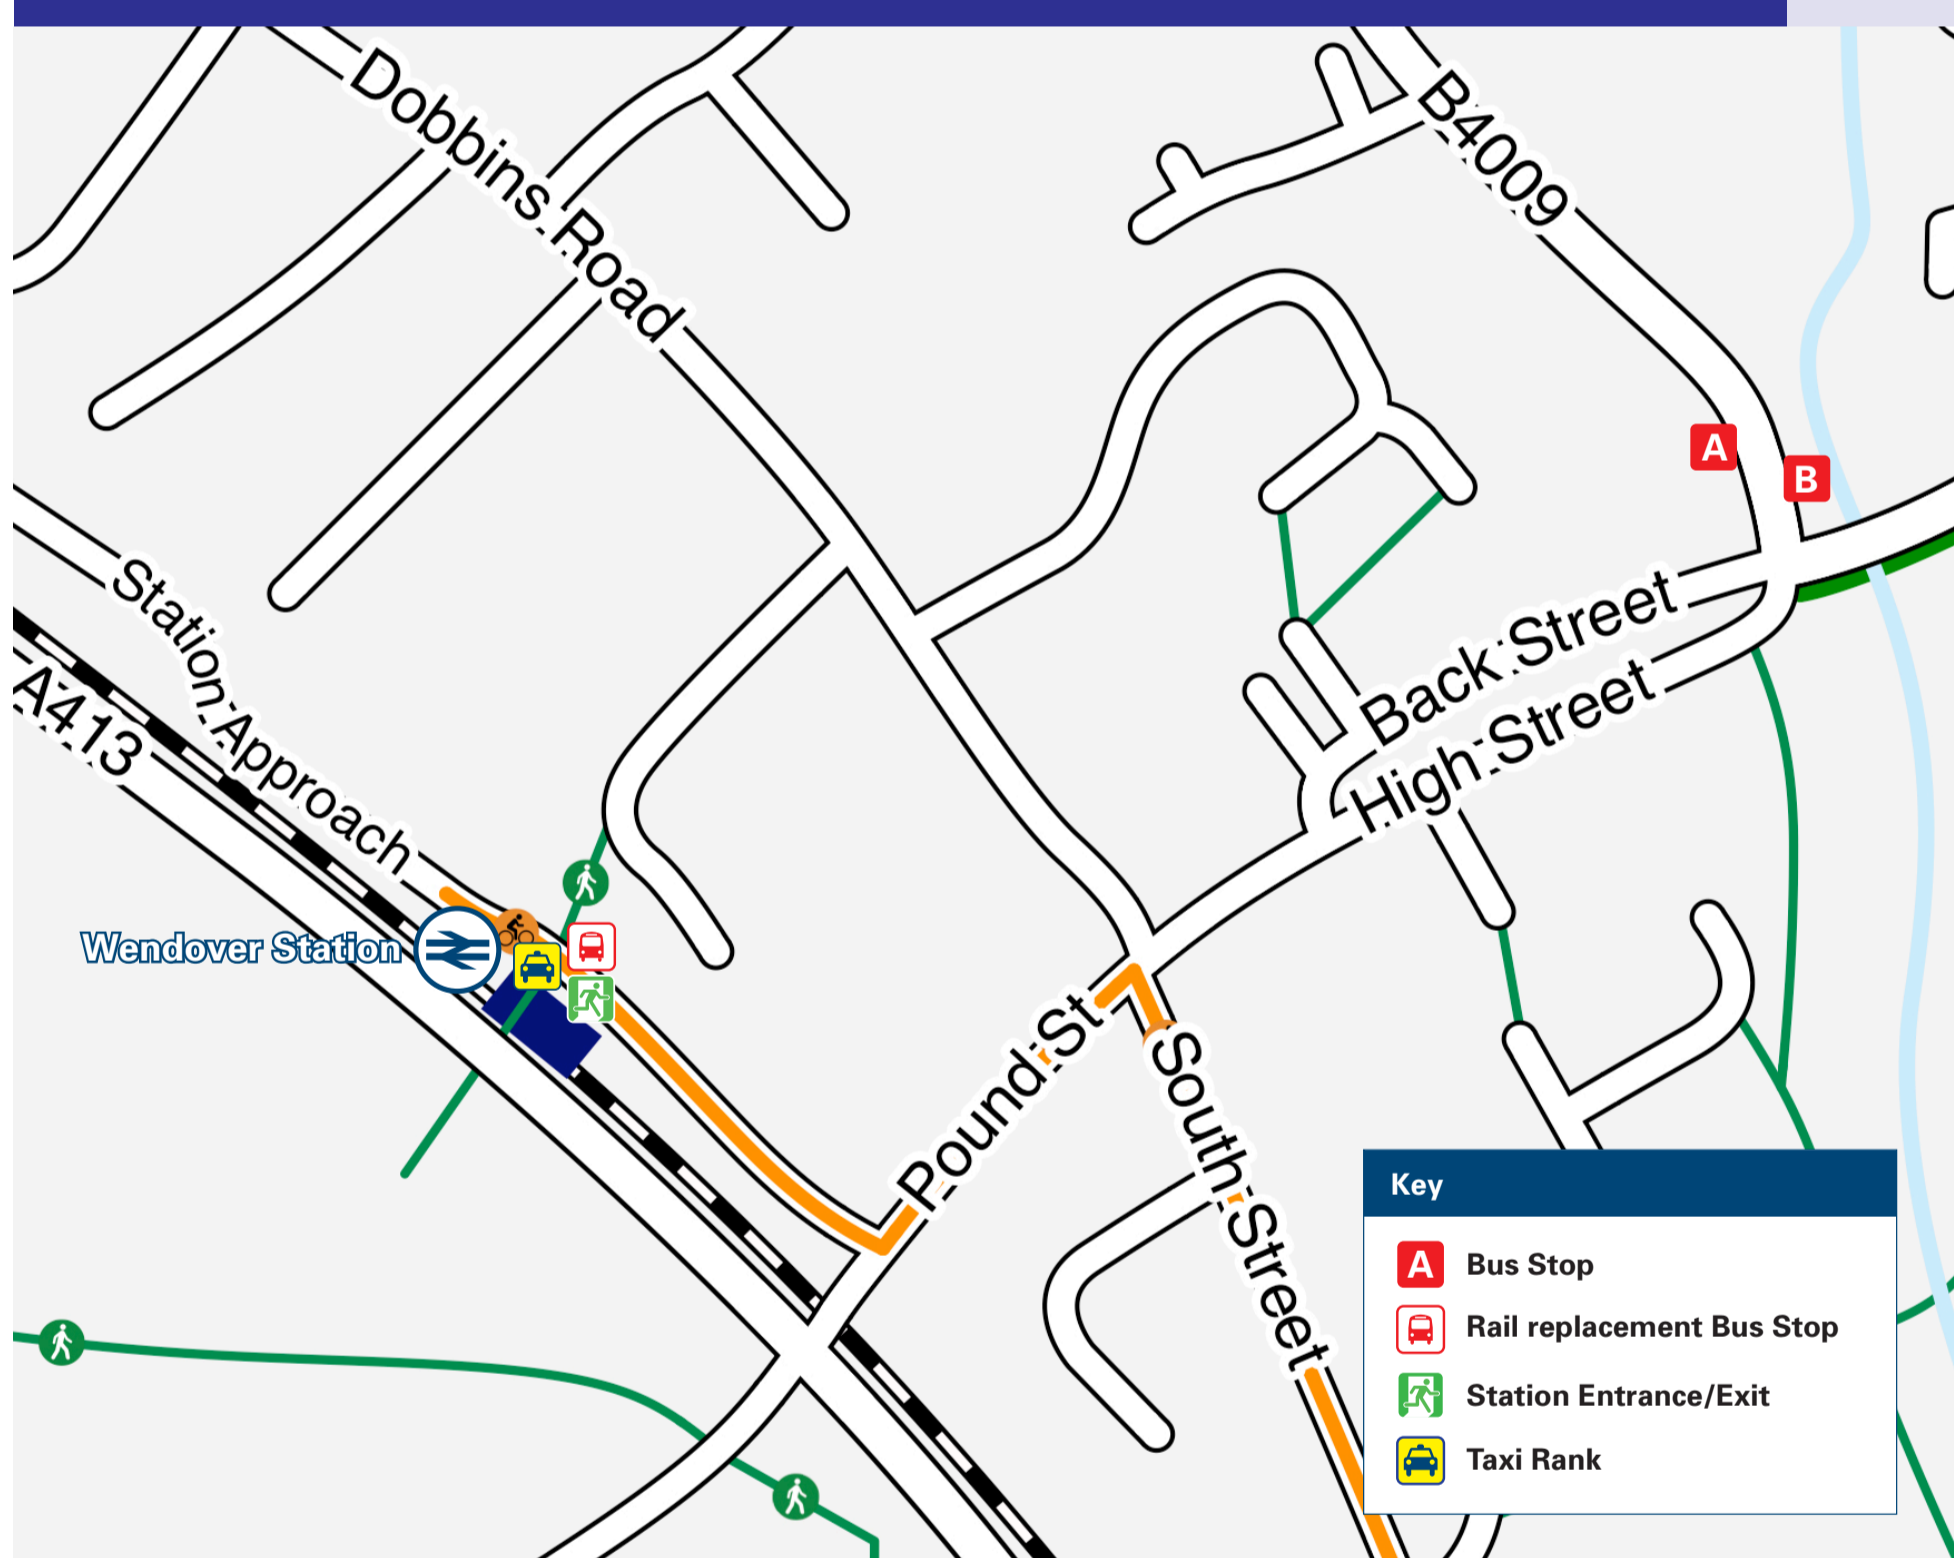 Dobbins Road
B4009
A
B
Back Street
High Street
Station Approach
A413
Wendover Station
Pound St
South Street
Key
A Bus Stop
Rail replacement Bus Stop
Station Entrance/Exit
Taxi Rank